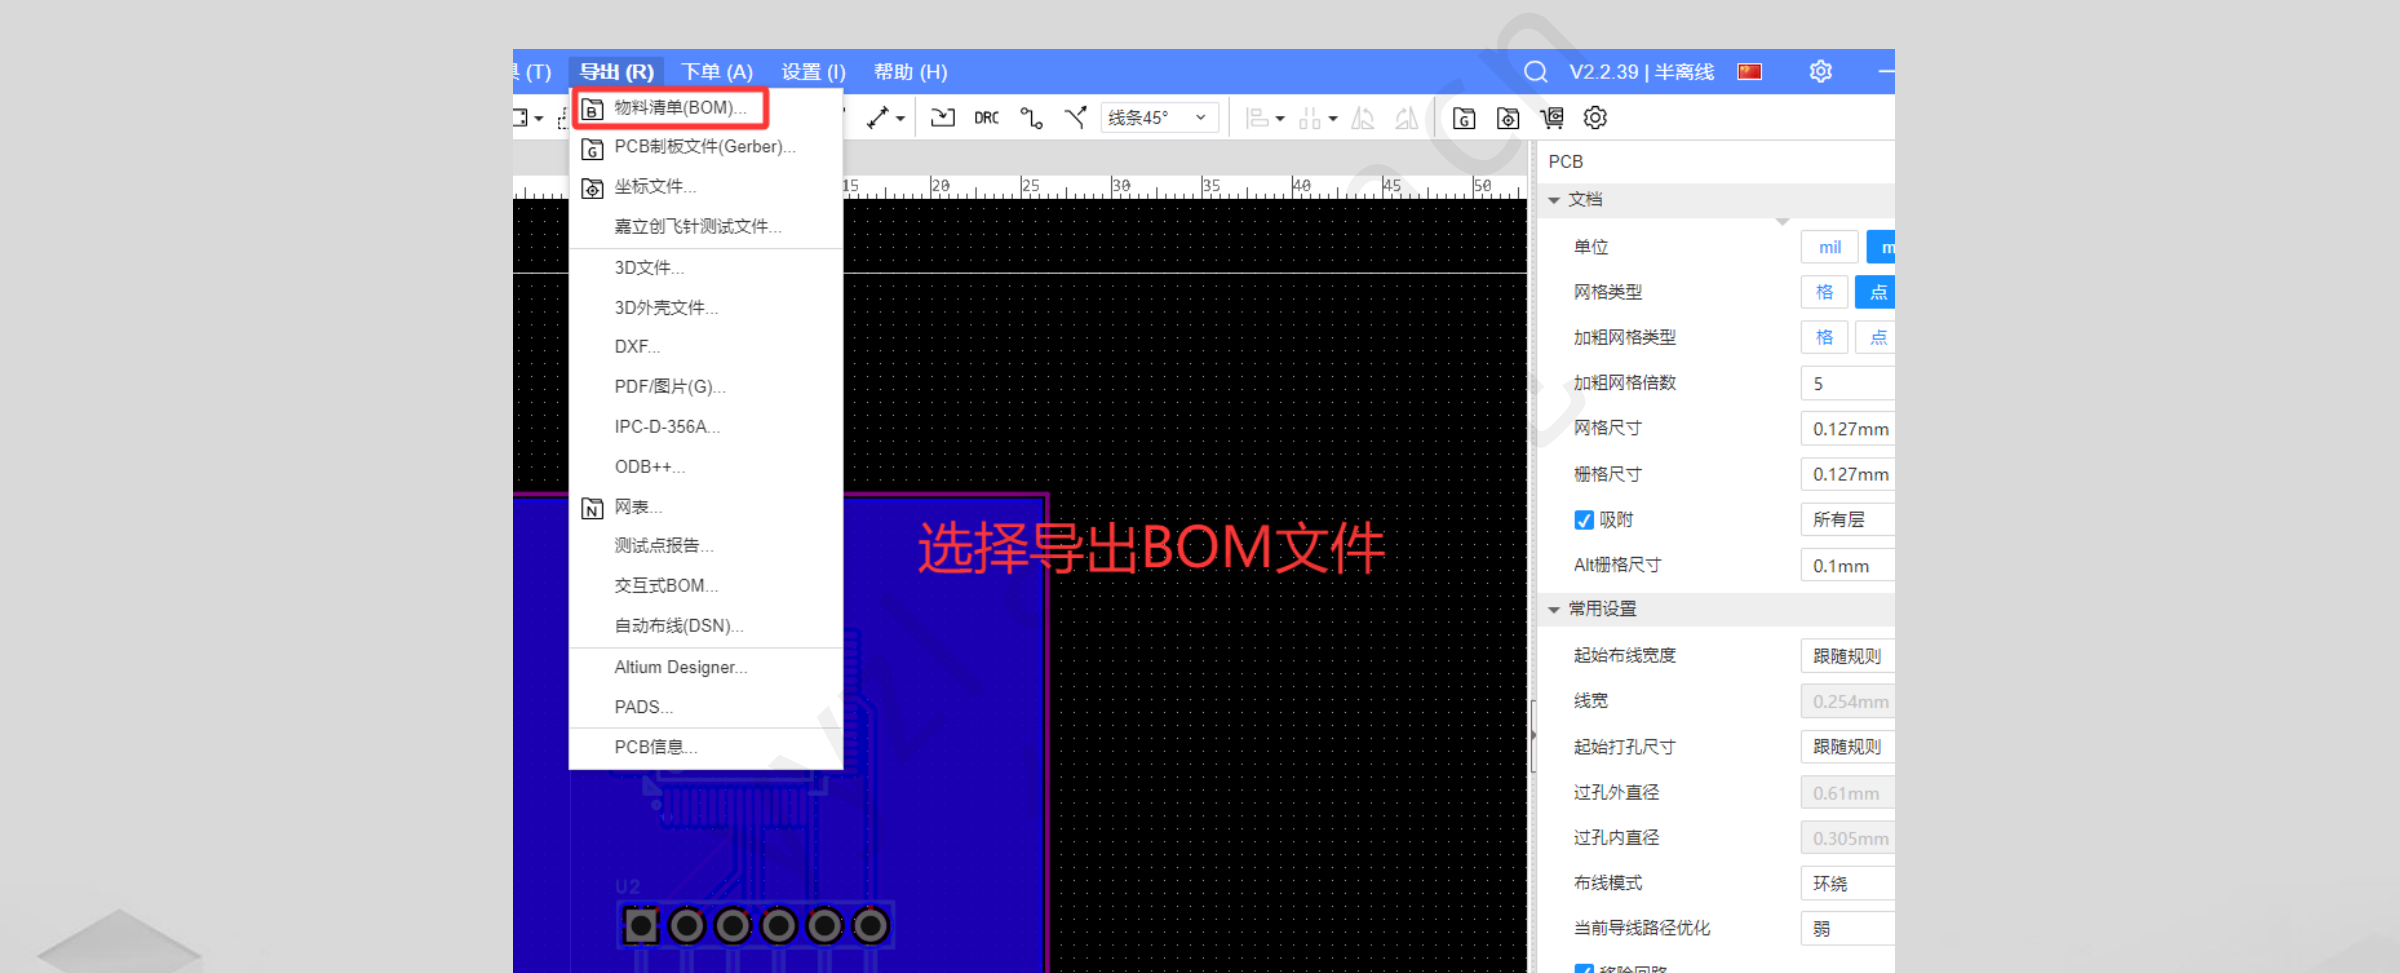 (T) 导出 (R) 下单 (A) 设置 (I) 帮助 (H) V2.2.39 | 半离线
物料清单(BOM)...
DRC 线条45°
PCB制板文件(Gerber)...
坐标文件...
嘉立创飞针测试文件...
3D文件...
3D外壳文件...
DXF...
PDF/图片(G)...
IPC-D-356A...
ODB++...
网表...
测试点报告...
交互式BOM...
自动布线(DSN)...
Altium Designer...
PADS...
PCB信息...
15 20 25 30 35 40 45 50
选择导出BOM文件
U2
PCB
文档
单位 mil
网格类型 格 点
加粗网格类型 格 点
加粗网格倍数 5
网格尺寸 0.127mm
栅格尺寸 0.127mm
吸附 所有层
Alt栅格尺寸 0.1mm
常用设置
起始布线宽度 跟随规则
线宽 0.254mm
起始打孔尺寸 跟随规则
过孔外直径 0.61mm
过孔内直径 0.305mm
布线模式 环绕
当前导线路径优化 弱
移除回路